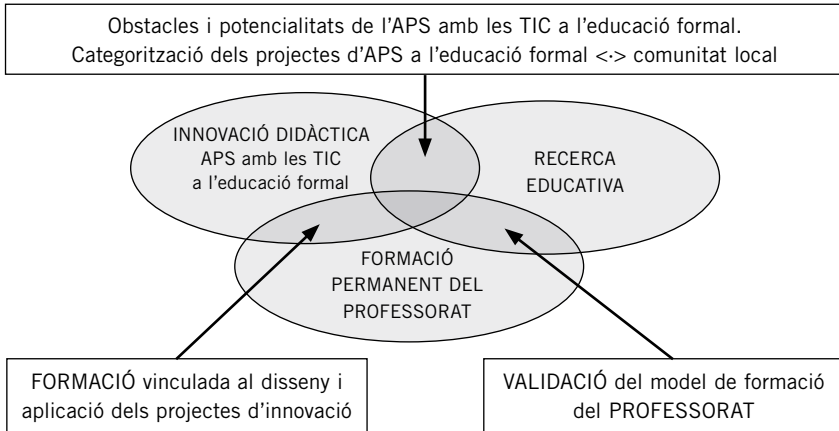 Obstacles i potencialitats de l’APS amb les TIC a l’educació formal.
Categorització dels projectes d’APS a l’educació formal <·> comunitat local
INNOVACIÓ DIDÀCTICA
APS amb les TIC
a l’educació formal
RECERCA
EDUCATIVA
FORMACIÓ
PERMANENT DEL
PROFESSORAT
FORMACIÓ vinculada al disseny i
aplicació dels projectes d’innovació
VALIDACIÓ del model de formació
del PROFESSORAT